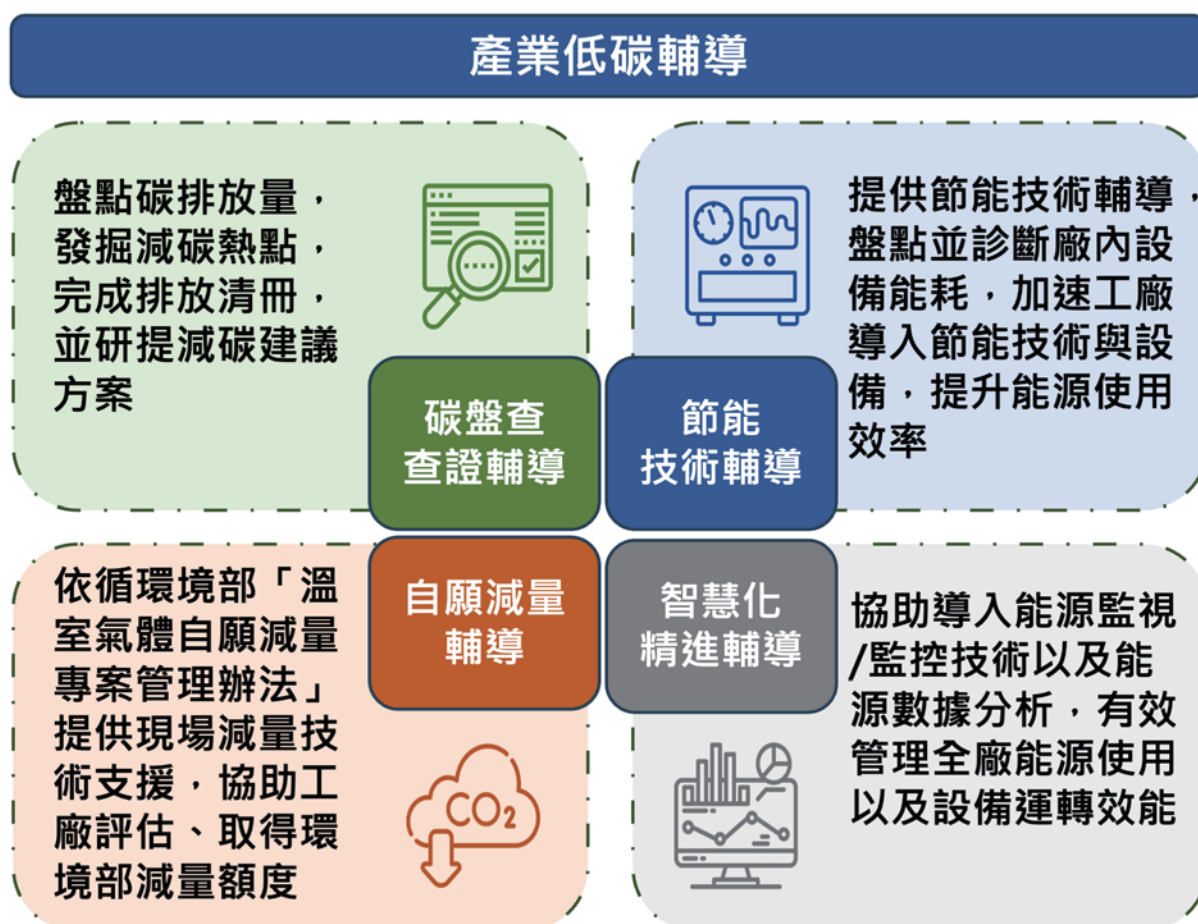 產業低碳輔導
盤點碳排放量，
發掘減碳熱點，
完成排放清冊，
並研提減碳建議
方案
碳盤查
查證輔導
提供節能技術輔導，
盤點並診斷廠內設
備能耗，加速工廠
導入節能技術與設
備，提升能源使用
效率
節能
技術輔導
依循環境部「溫
室氣體自願減量
專案管理辦法」
提供現場減量技
術支援，協助工
廠評估、取得環
境部減量額度
自願減量
輔導
CO2
智慧化
精進輔導
協助導入能源監視
/監控技術以及能
源數據分析，有效
管理全廠能源使用
以及設備運轉效能